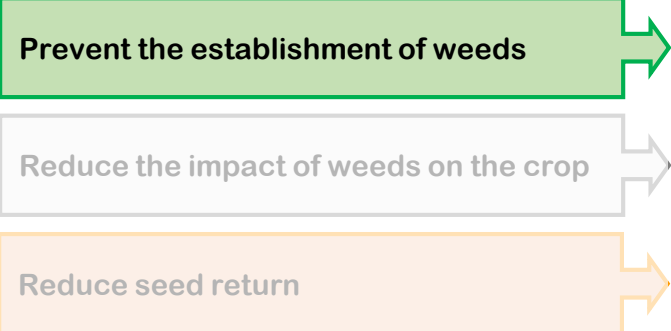 Prevent the establishment of weeds
Reduce the impact of weeds on the crop
Reduce seed return